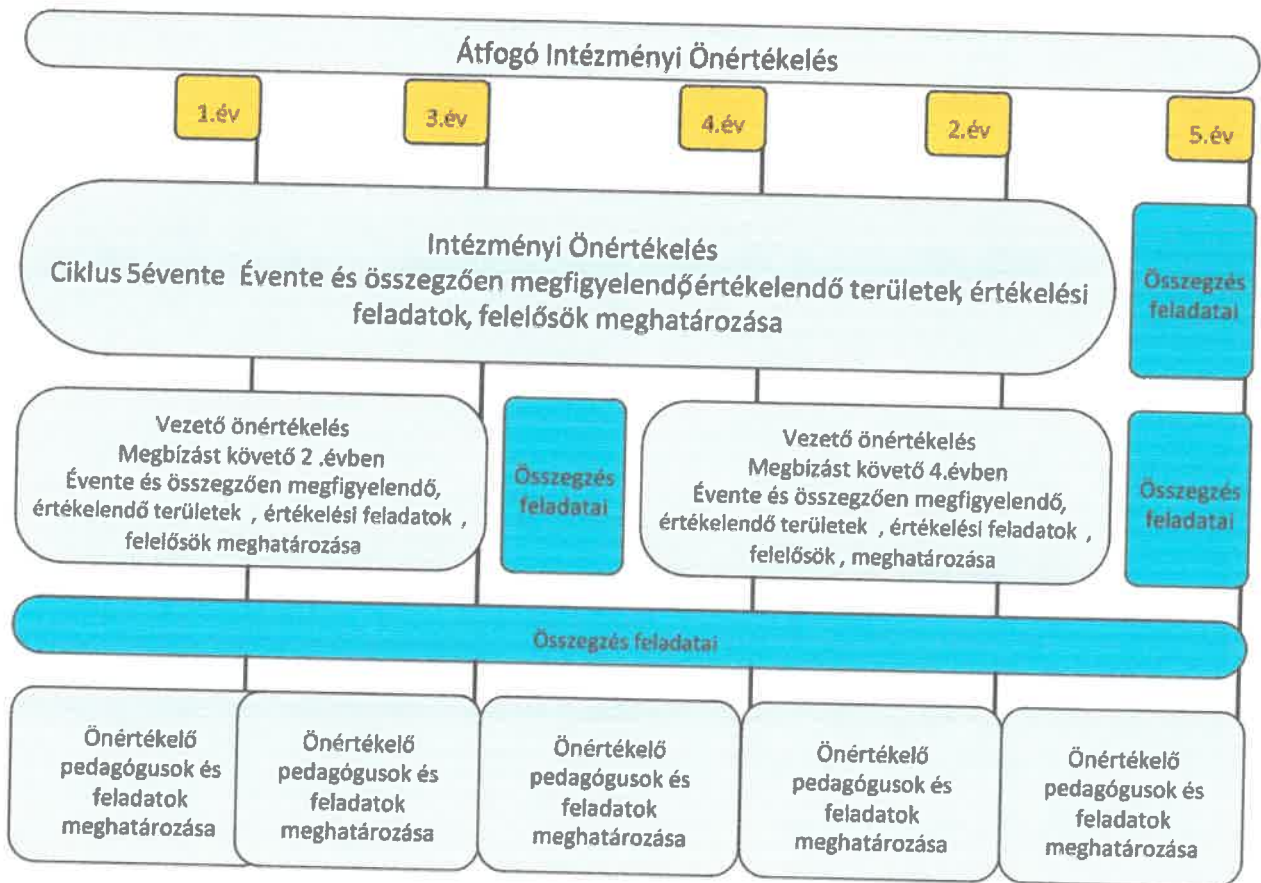 Átfogó Intézményi Önértékelés
1.év
3.év
4.év
2.év
5.év
Intézményi Önértékelés
Ciklus 5évente Évente és összegzően megfigyelendő,értékelendő területek, értékelési
feladatok, felelősök meghatározása
Összegzés
feladatai
Vezető önértékelés
Megbízást követő 2 .évben
Évente és összegzően megfigyelendő,
értékelendő területek , értékelési feladatok ,
felelősök meghatározása
Összegzés
feladatai
Vezető önértékelés
Megbízást követő 4.évben
Évente és összegzően megfigyelendő,
értékelendő területek , értékelési feladatok ,
felelősök , meghatározása
Összegzés
feladatai
Összegzés feladatai
Önértékelő
pedagógusok és
feladatok
meghatározása
Önértékelő
pedagógusok és
feladatok
meghatározása
Önértékelő
pedagógusok és
feladatok
meghatározása
Önértékelő
pedagógusok és
feladatok
meghatározása
Önértékelő
pedagógusok és
feladatok
meghatározása